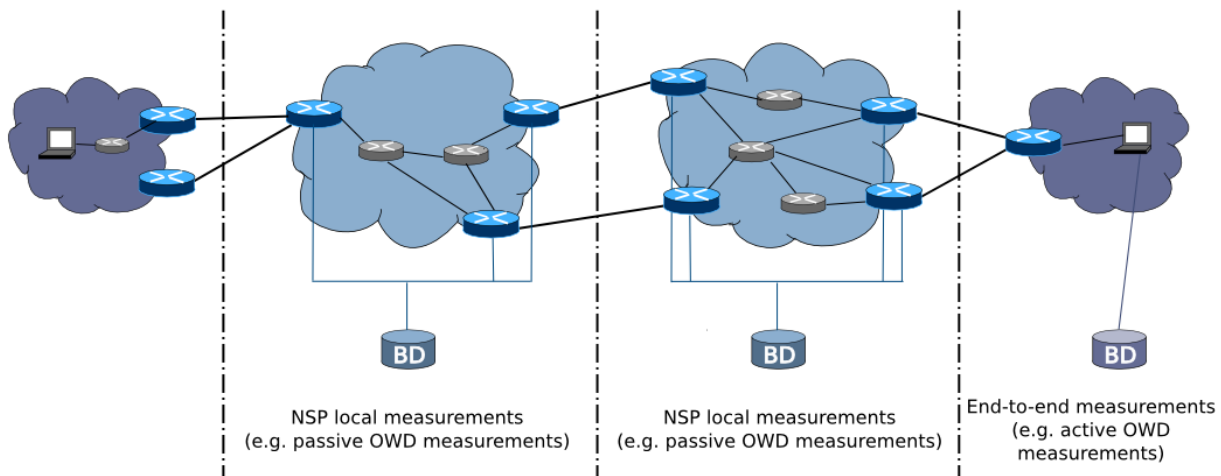 BD
BD
BD
NSP local measurements
(e.g. passive OWD measurements)
NSP local measurements
(e.g. passive OWD measurements)
End-to-end measurements
(e.g. active OWD
measurements)